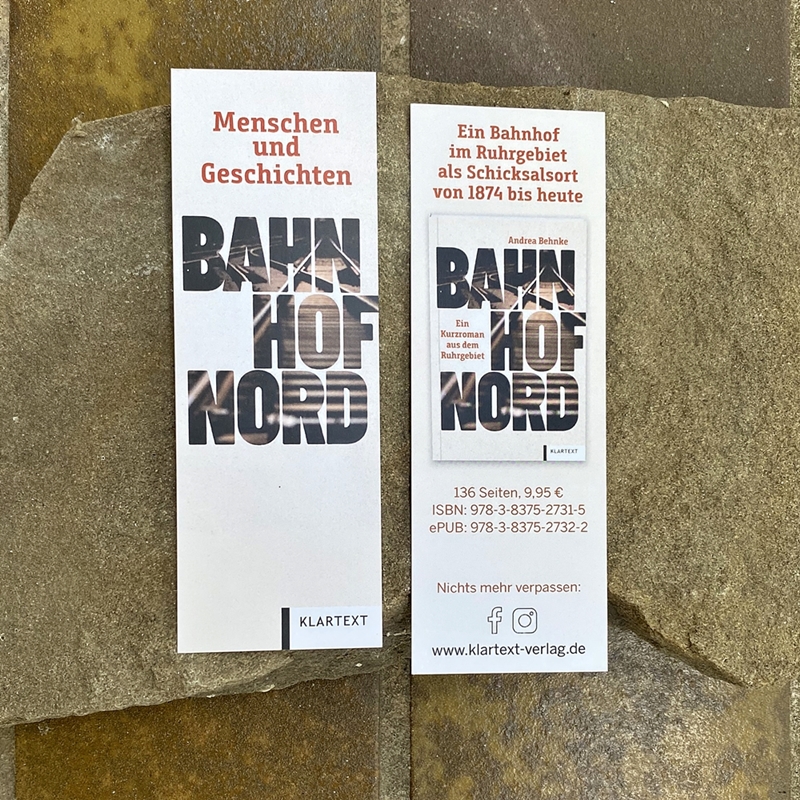 Menschen
und
Geschichten
BAHN
HOF
NORD
KLARTEXT
Ein Bahnhof
im Ruhrgebiet
als Schicksalsort
von 1874 bis heute
Andrea Behnke
BAHN
HOF
NORD
Ein
Kurzroman
aus dem
Ruhrgebiet
KLARTEXT
136 Seiten, 9,95 €
ISBN: 978-3-8375-2731-5
ePUB: 978-3-8375-2732-2
Nichts mehr verpassen:
www.klartext-verlag.de